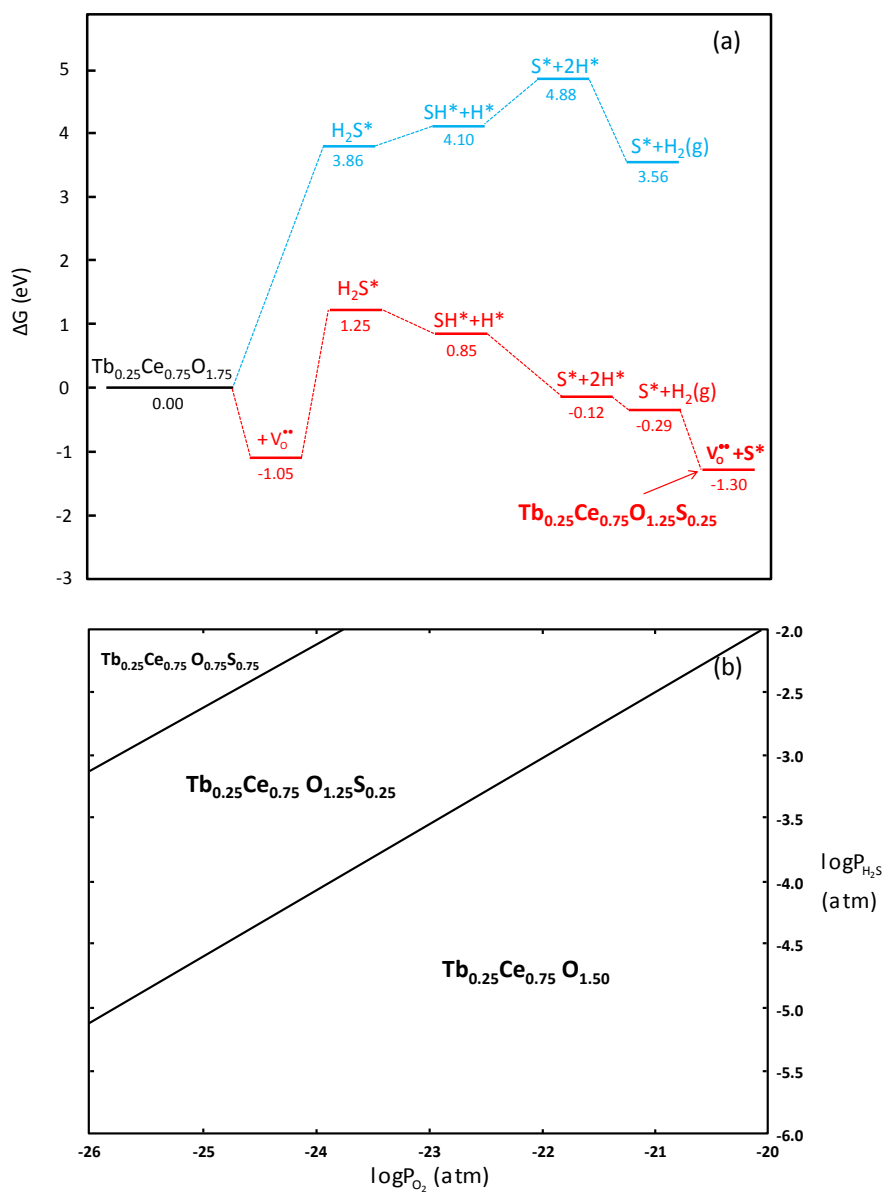 (a)
5
4
3
2
1
0
-1
-2
-3
ΔG (eV)
S*+2H*
4.88
SH*+H*
4.10
H₂S*
3.86
S*+H₂(g)
3.56
H₂S*
1.25
SH*+H*
0.85
Tb₀.₂₅Ce₀.₇₅O₁.₇₅
0.00
S*+2H*
-0.12
S*+H₂(g)
-0.29
+ Vₒ••
-1.05
Vₒ•• +S*
-1.30
Tb₀.₂₅Ce₀.₇₅O₁.₂₅S₀.₂₅
(b)
Tb₀.₂₅Ce₀.₇₅ O₀.₇₅S₀.₇₅
Tb₀.₂₅Ce₀.₇₅ O₁.₂₅S₀.₂₅
Tb₀.₂₅Ce₀.₇₅ O₁.₅₀
-2.0
-2.5
-3.0
-3.5
-4.0
-4.5
-5.0
-5.5
-6.0
logP_H₂S
(atm)
-26 -25 -24 -23 -22 -21 -20
logP_O₂ (atm)